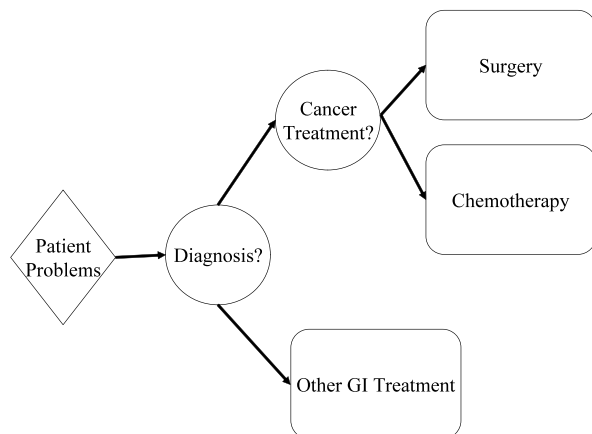 Patient
Problems
Diagnosis?
Cancer
Treatment?
Surgery
Chemotherapy
Other GI Treatment